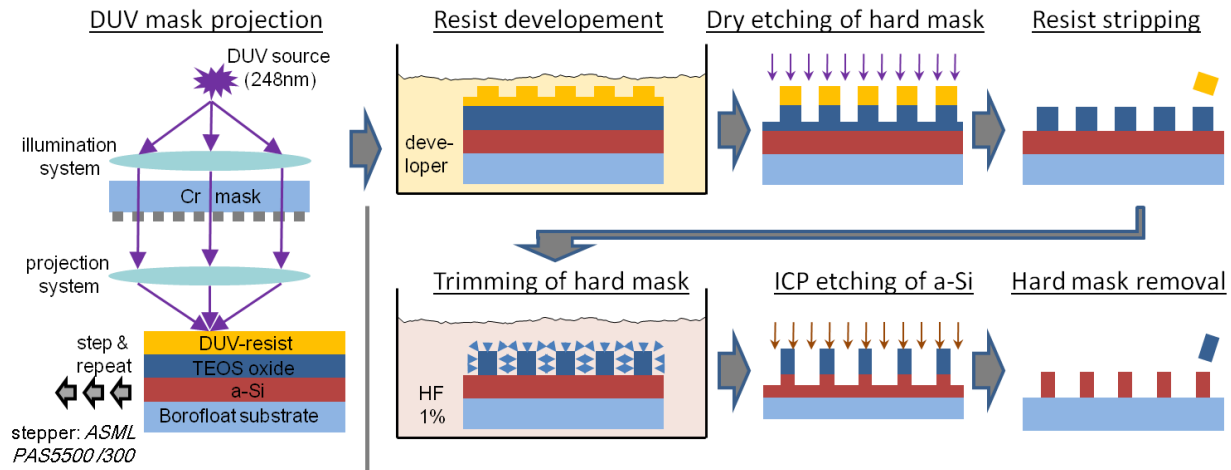 DUV mask projection
DUV source
(248nm)
illumination
system
Cr mask
projection
system
step &
repeat
DUV-resist
TEOS oxide
a-Si
Borofloat substrate
stepper: ASML
PAS5500 /300
Resist developement
deve-
loper
Dry etching of hard mask
Resist stripping
Trimming of hard mask
HF
1%
ICP etching of a-Si
Hard mask removal